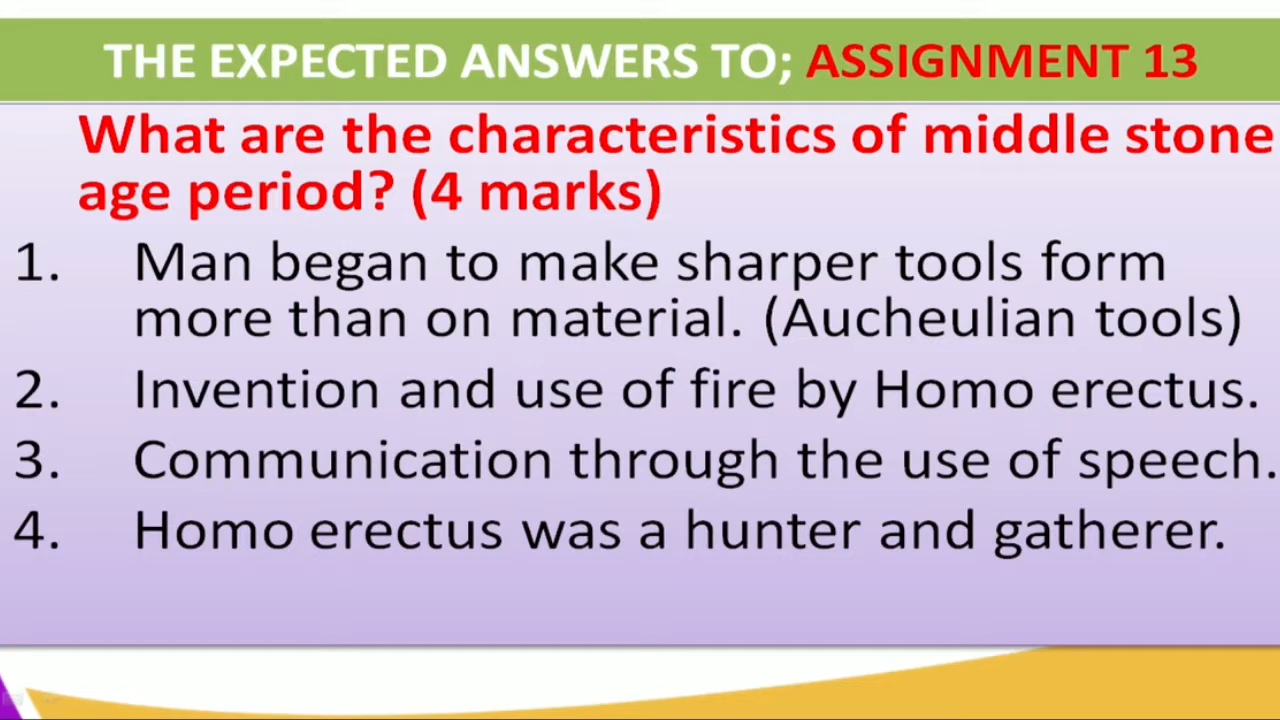 THE EXPECTED ANSWERS TO; ASSIGNMENT 13
What are the characteristics of middle stone
age period? (4 marks)
1. Man began to make sharper tools form
more than on material. (Aucheulian tools)
2. Invention and use of fire by Homo erectus.
3. Communication through the use of speech.
4. Homo erectus was a hunter and gatherer.